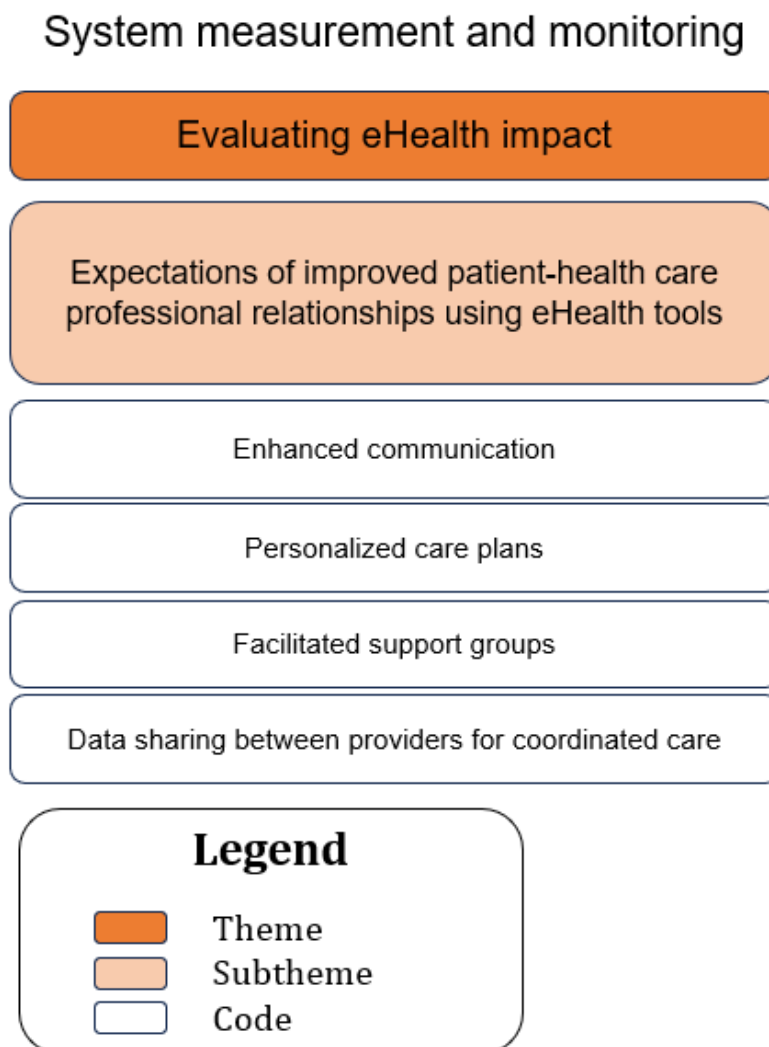 System measurement and monitoring
Evaluating eHealth impact
Expectations of improved patient-health care
professional relationships using eHealth tools
Enhanced communication
Personalized care plans
Facilitated support groups
Data sharing between providers for coordinated care
Legend
Theme
Subtheme
Code